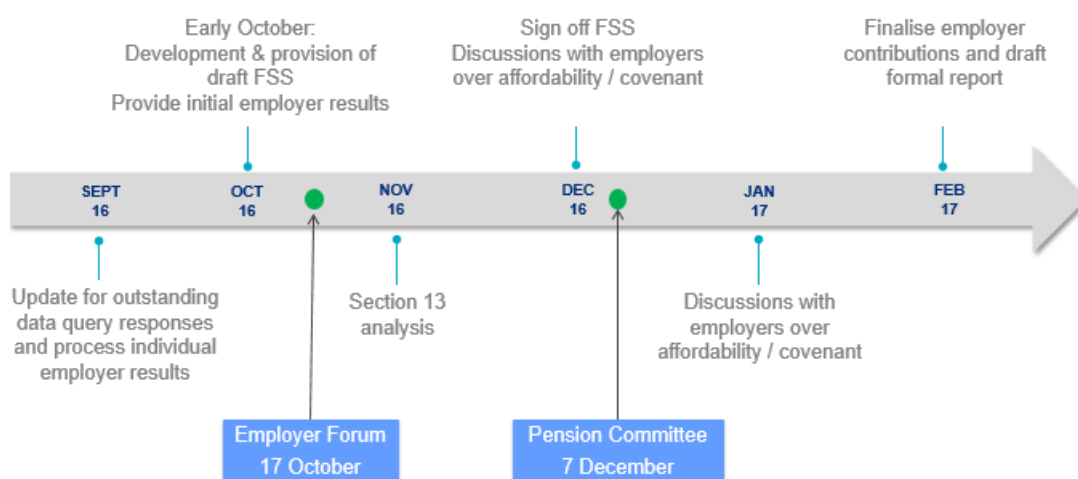 Early October:
Development & provision of
draft FSS
Provide initial employer results
Sign off FSS
Discussions with employers
over affordability / covenant
Finalise employer
contributions and draft
formal report
SEPT
16
OCT
16
NOV
16
DEC
16
JAN
17
FEB
17
Update for outstanding
data query responses
and process individual
employer results
Section 13
analysis
Discussions with
employers over
affordability / covenant
Employer Forum
17 October
Pension Committee
7 December